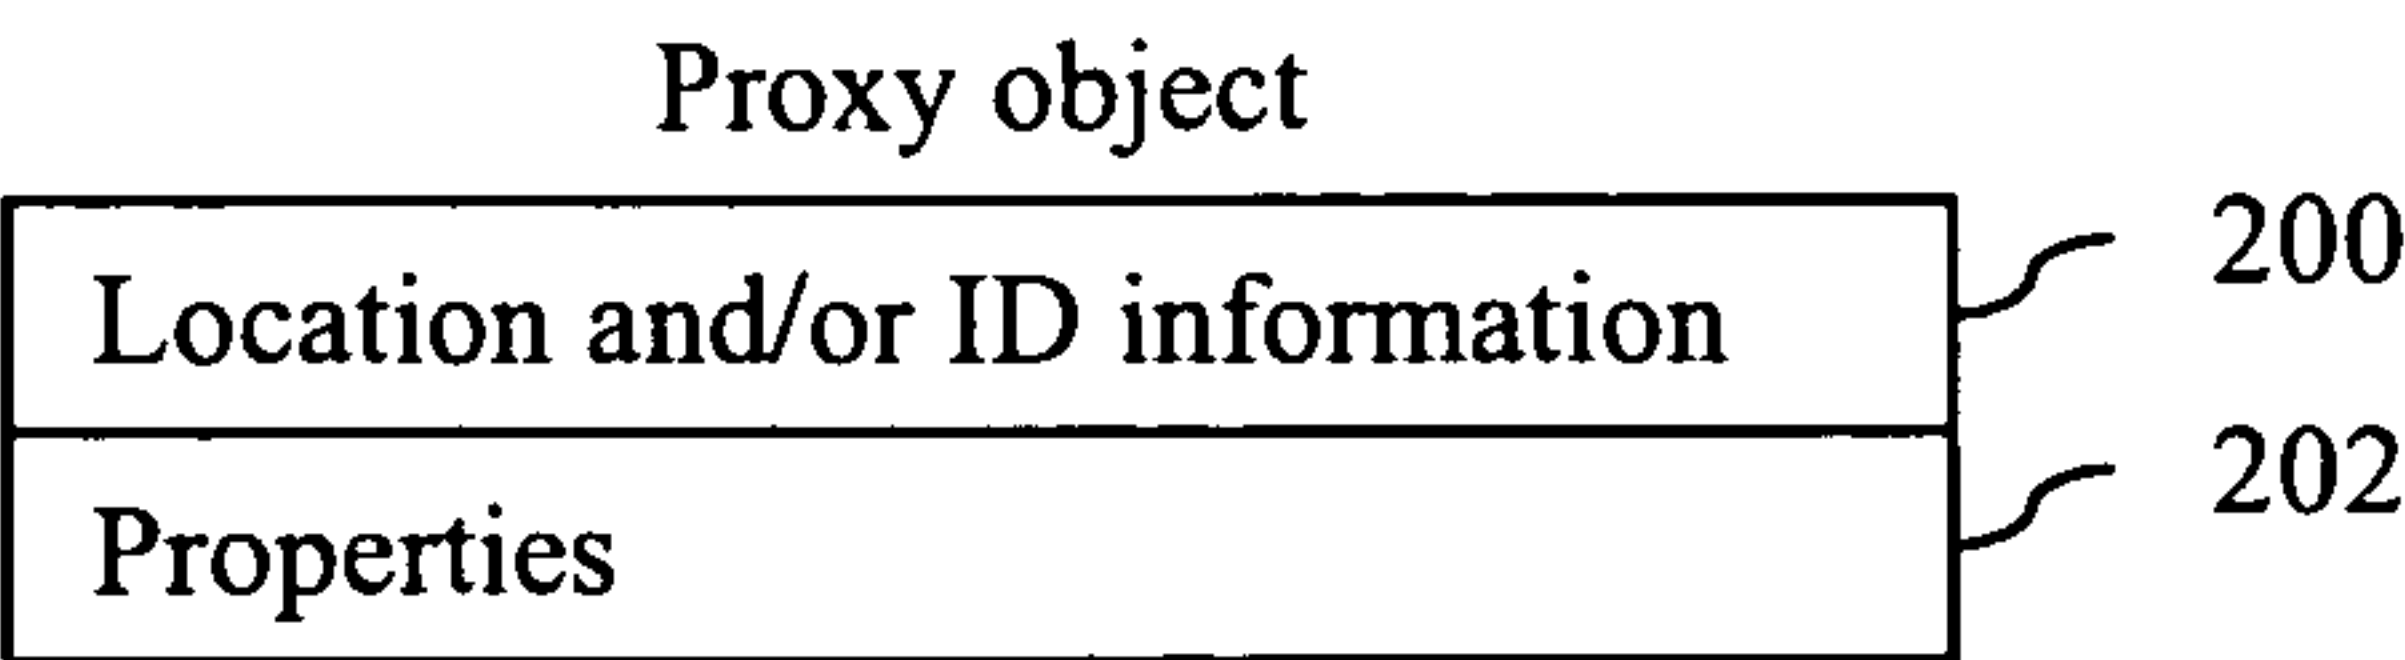 Proxy object
Location and/or ID information
200
Properties
202